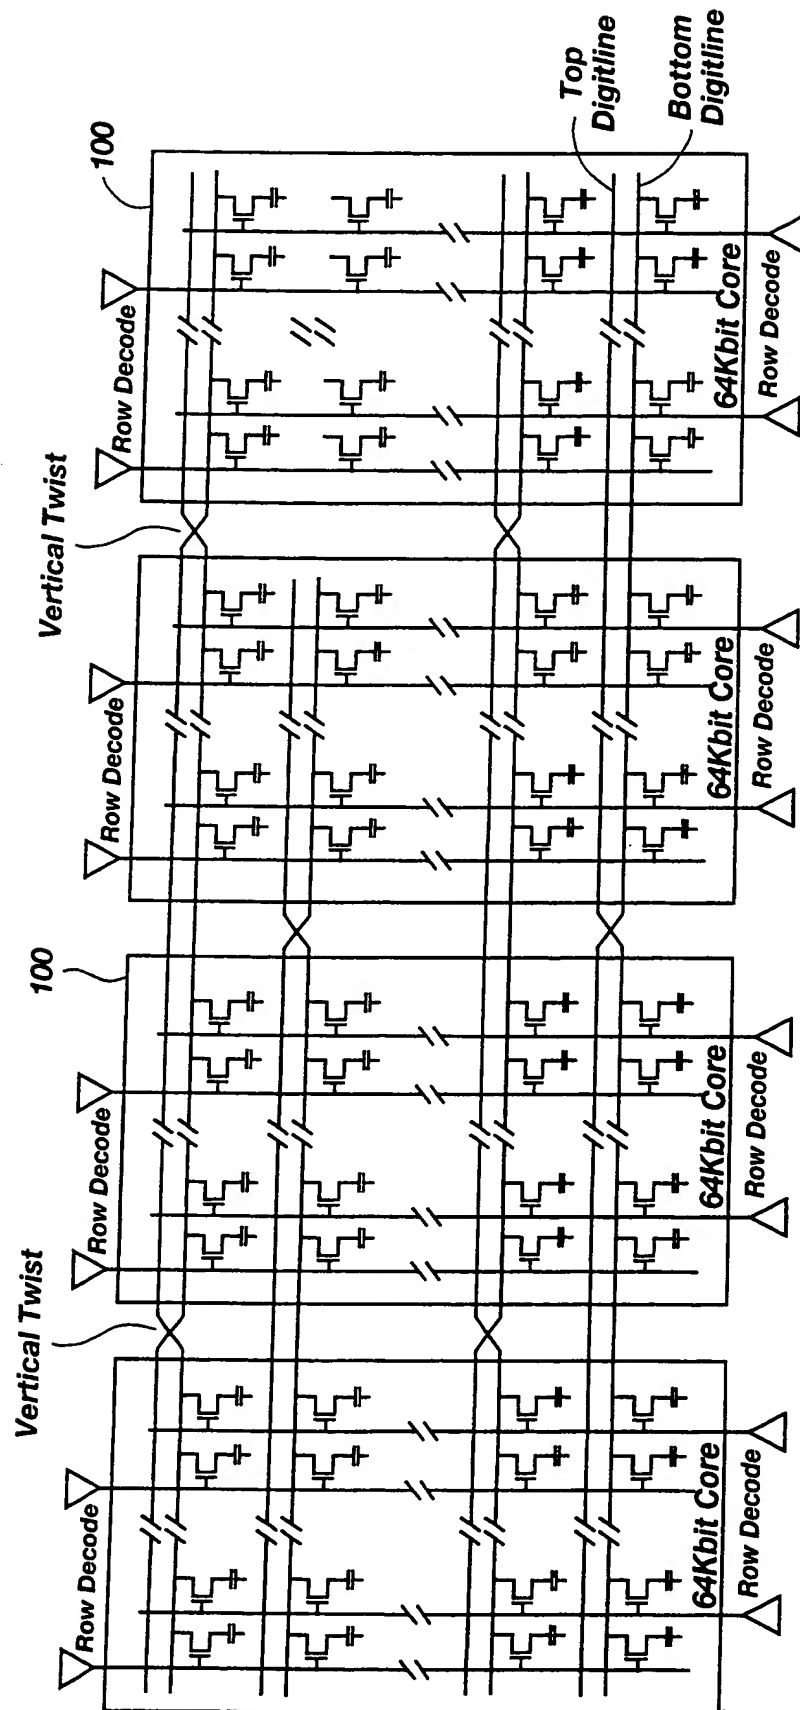 Vertical Twist
100
Vertical Twist
100
Row Decode
Row Decode
Row Decode
Row Decode
Top
Digitline
Bottom
Digitline
64Kbit Core
64Kbit Core
64Kbit Core
64Kbit Core
Row Decode
Row Decode
Row Decode
Row Decode